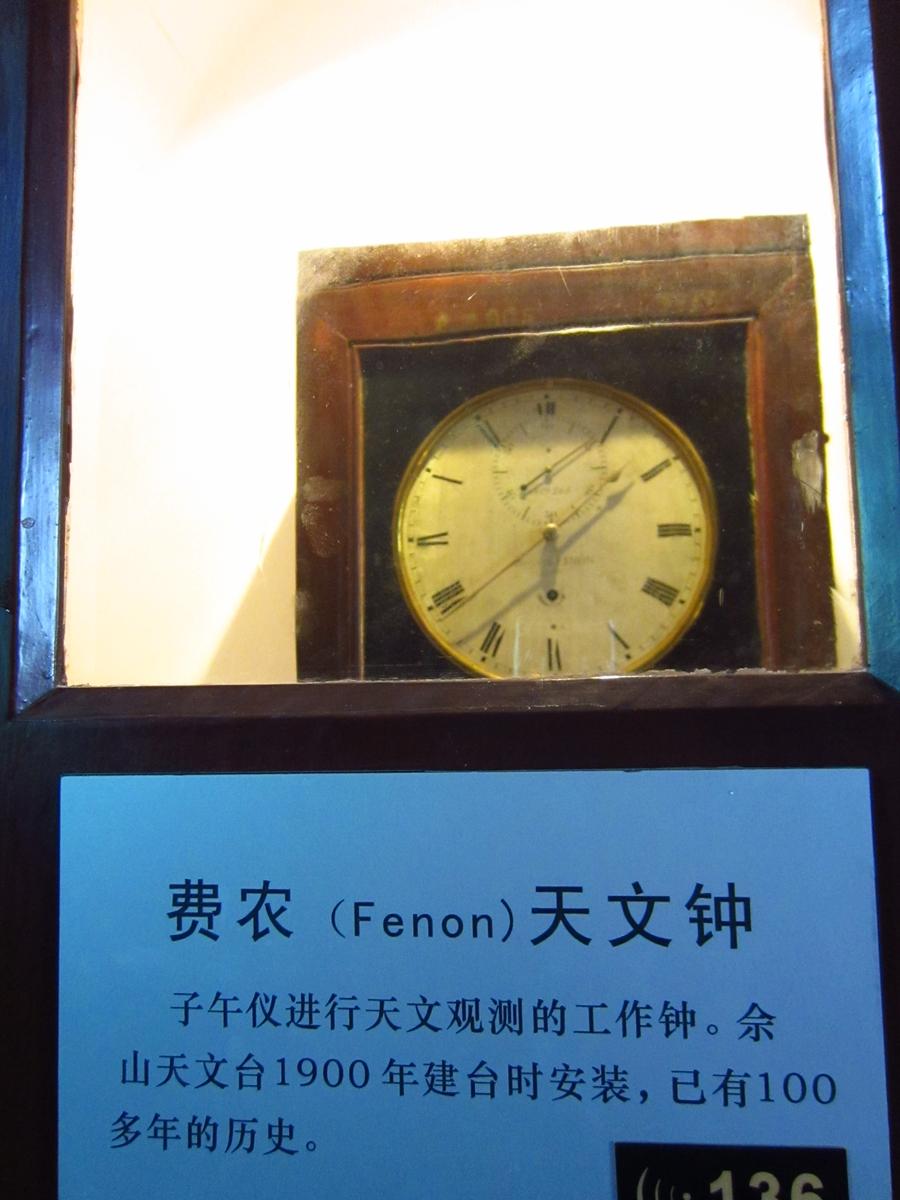 费农（Fenon)天文钟
子午仪进行天文观测的工作钟。佘
山天文台1900年建台时安装，已有100
多年的历史。
136